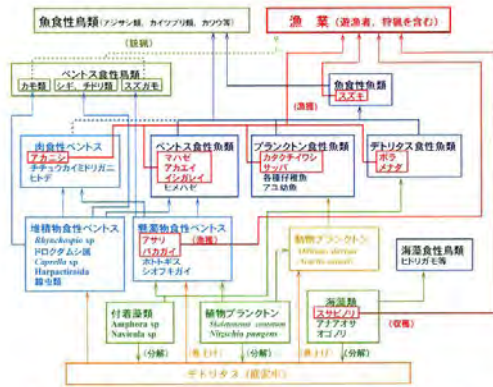 魚食性鳥類(アジサシ類、カイツブリ類、カワウ等)
漁業(遊漁者、狩猟を含む)
(狩猟)
ベントス食性鳥類
カモ類 シギ、チドリ類 スズガモ
魚食性魚類
スズキ
(漁獲)
肉食性ベントス
アカニシ
チチュウカイミドリガニ
ヒトデ
ベントス食性魚類
マハゼ
アカエイ
イシガレイ
ヒメハゼ
プランクトン食性魚類
カタクチイワシ
サッパ
各種仔稚魚
アユ幼魚
デトリタス食性魚類
ボラ
メナダ
堆積物食性ベントス
Rhynchospio sp
ドロクダムシ属
Caprella sp
Harpacticoida
線虫類
懸濁物食性ベントス
アサリ
バカガイ
ホトトギス
シオフキガイ
(漁獲)
動物プランクトン
海藻食性鳥類
ヒドリガモ等
付着藻類
Amphora sp
Navicula sp
植物プランクトン
Skeletonema costatum
Nitzschia pungens
海藻類
スサビノリ
アナアオサ
オゴノリ
(収穫)
(分解) (巻上げ) (分解) (巻上げ) (分解)
デトリタス(底泥中)